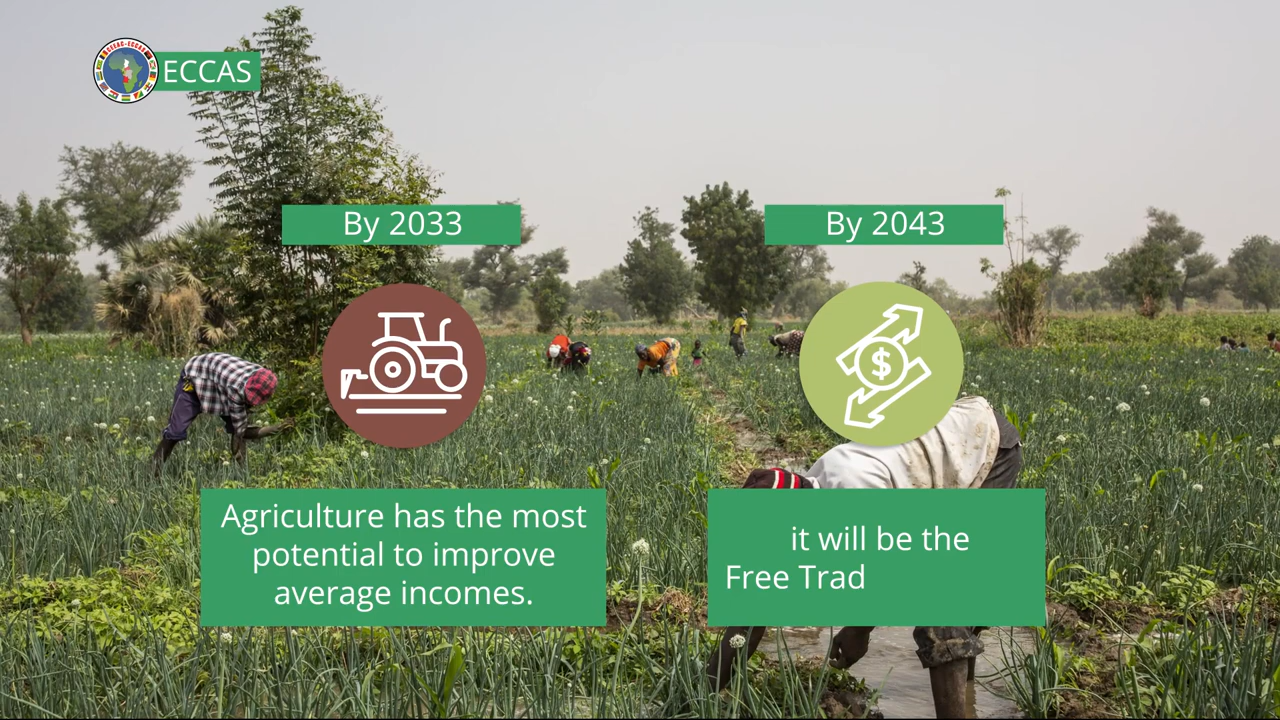 ECCAS
By 2033
By 2043
Agriculture has the most
potential to improve
average incomes.
it will be the
Free Trad
$